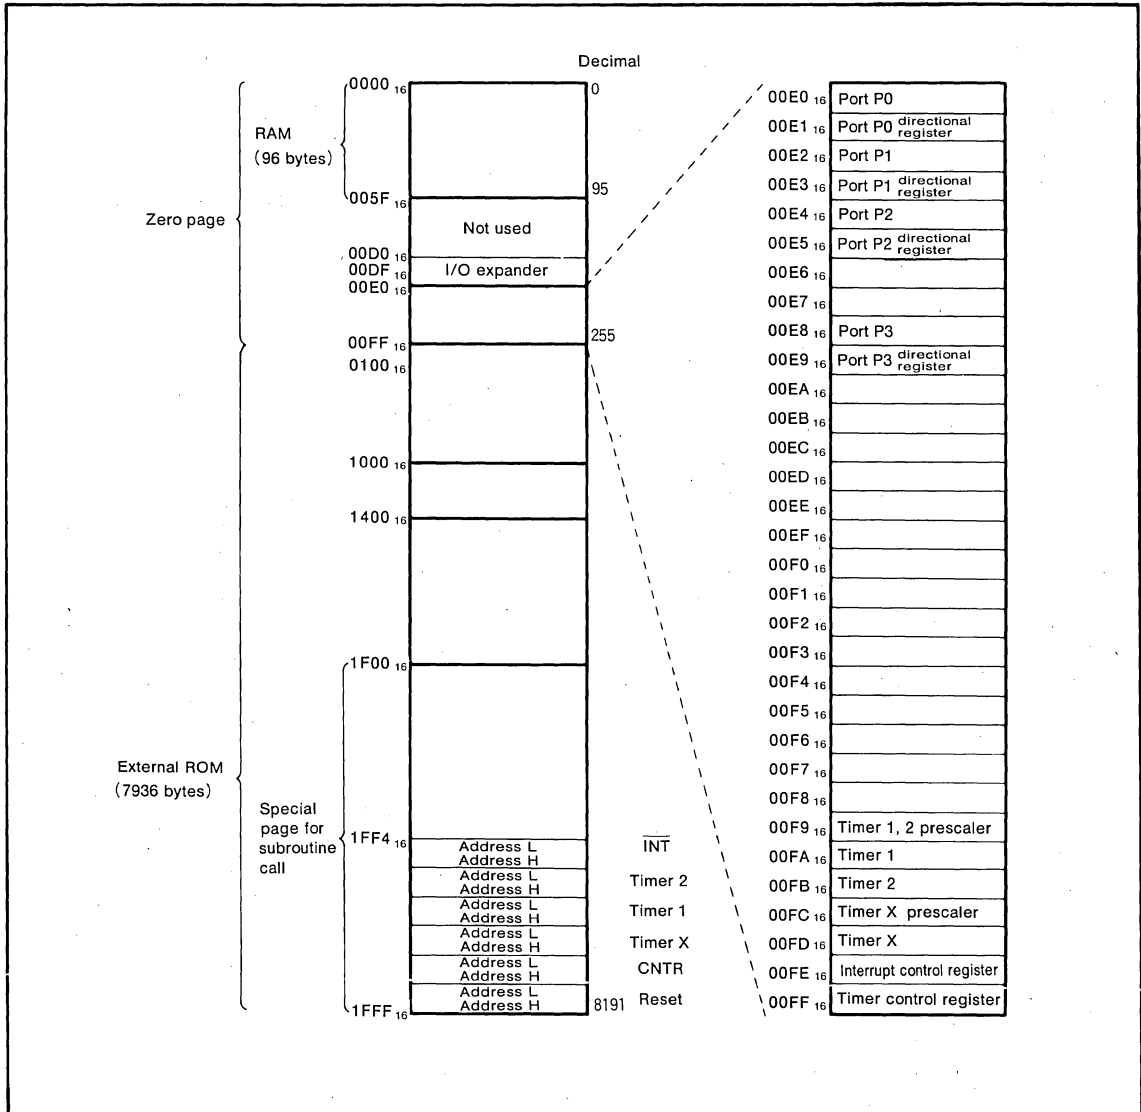 Decimal
0000 16
0
RAM
(96 bytes)
95
005F 16
Zero page
Not used
00D0 16
00DF 16
I/O expander
00E0 16
255
00FF 16
0100 16
1000 16
1400 16
1F00 16
External ROM
(7936 bytes)
Special
page for
subroutine
call
1FF4 16
Address L
Address H
INT
Address L
Address H
Timer 2
Address L
Address H
Timer 1
Address L
Address H
Timer X
Address L
Address H
CNTR
Address L
Address H
Reset
8191
1FFF 16
00E0 16 Port P0
00E1 16 Port P0 directional register
00E2 16 Port P1
00E3 16 Port P1 directional register
00E4 16 Port P2
00E5 16 Port P2 directional register
00E6 16
00E7 16
00E8 16 Port P3
00E9 16 Port P3 directional register
00EA 16
00EB 16
00EC 16
00ED 16
00EE 16
00EF 16
00F0 16
00F1 16
00F2 16
00F3 16
00F4 16
00F5 16
00F6 16
00F7 16
00F8 16
00F9 16 Timer 1, 2 prescaler
00FA 16 Timer 1
00FB 16 Timer 2
00FC 16 Timer X prescaler
00FD 16 Timer X
00FE 16 Interrupt control register
00FF 16 Timer control register